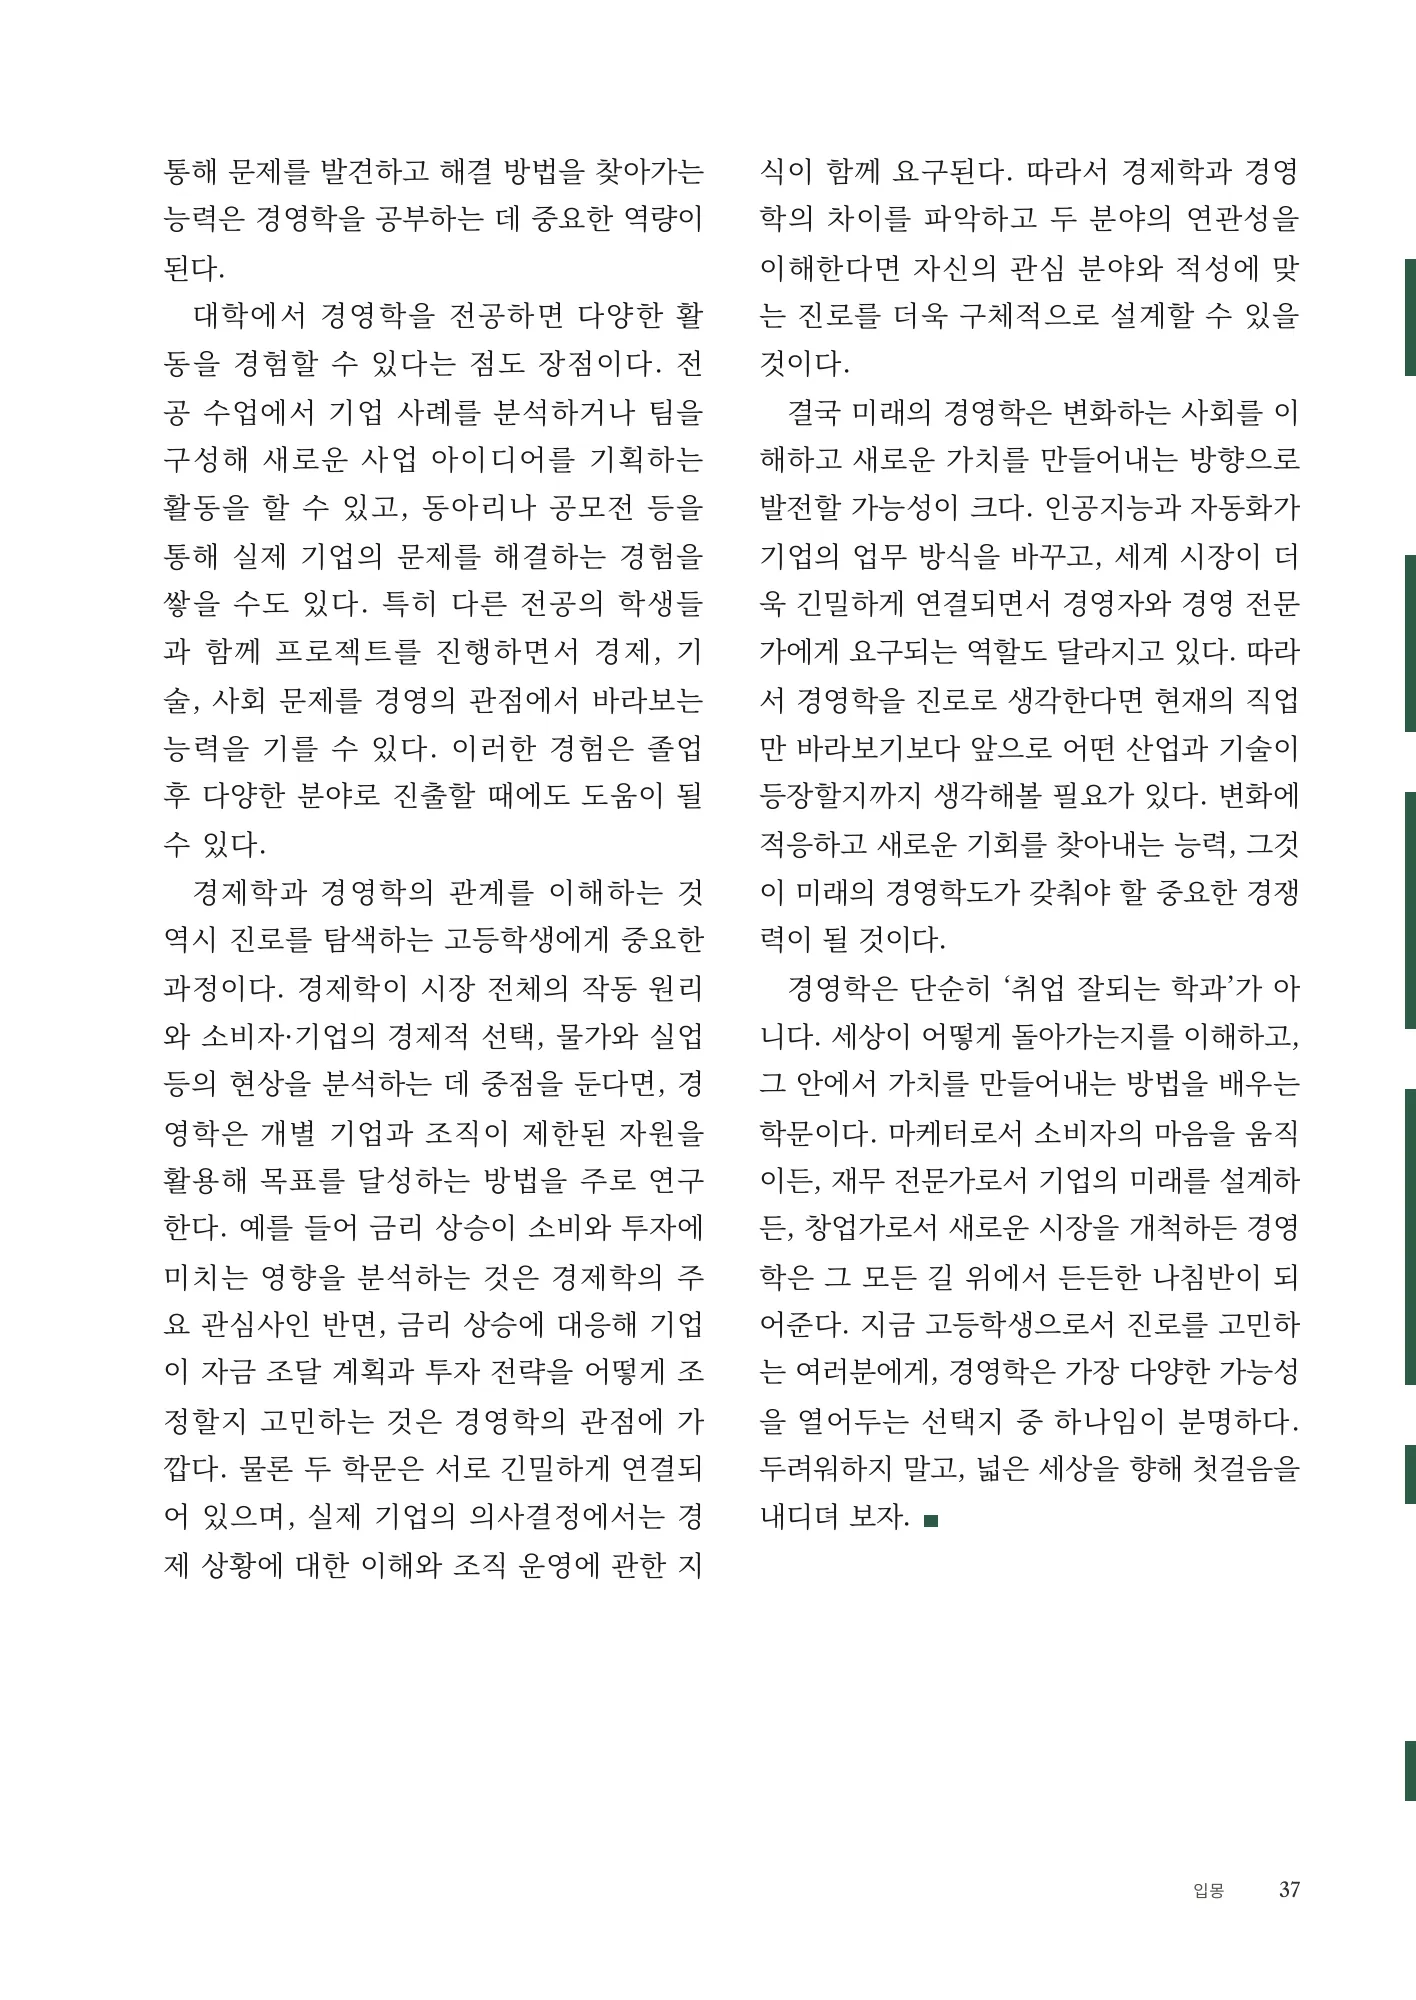 통해 문제를 발견하고 해결 방법을 찾아가는
능력은 경영학을 공부하는 데 중요한 역량이
된다.
대학에서 경영학을 전공하면 다양한 활
동을 경험할 수 있다는 점도 장점이다. 전
공 수업에서 기업 사례를 분석하거나 팀을
구성해 새로운 사업 아이디어를 기획하는
활동을 할 수 있고, 동아리나 공모전 등을
통해 실제 기업의 문제를 해결하는 경험을
쌓을 수도 있다. 특히 다른 전공의 학생들
과 함께 프로젝트를 진행하면서 경제, 기
술, 사회 문제를 경영의 관점에서 바라보는
능력을 기를 수 있다. 이러한 경험은 졸업
후 다양한 분야로 진출할 때에도 도움이 될
수 있다.
경제학과 경영학의 관계를 이해하는 것
역시 진로를 탐색하는 고등학생에게 중요한
과정이다. 경제학이 시장 전체의 작동 원리
와 소비자·기업의 경제적 선택, 물가와 실업
등의 현상을 분석하는 데 중점을 둔다면, 경
영학은 개별 기업과 조직이 제한된 자원을
활용해 목표를 달성하는 방법을 주로 연구
한다. 예를 들어 금리 상승이 소비와 투자에
미치는 영향을 분석하는 것은 경제학의 주
요 관심사인 반면, 금리 상승에 대응해 기업
이 자금 조달 계획과 투자 전략을 어떻게 조
정할지 고민하는 것은 경영학의 관점에 가
깝다. 물론 두 학문은 서로 긴밀하게 연결되
어 있으며, 실제 기업의 의사결정에서는 경
제 상황에 대한 이해와 조직 운영에 관한 지
식이 함께 요구된다. 따라서 경제학과 경영
학의 차이를 파악하고 두 분야의 연관성을
이해한다면 자신의 관심 분야와 적성에 맞
는 진로를 더욱 구체적으로 설계할 수 있을
것이다.
결국 미래의 경영학은 변화하는 사회를 이
해하고 새로운 가치를 만들어내는 방향으로
발전할 가능성이 크다. 인공지능과 자동화가
기업의 업무 방식을 바꾸고, 세계 시장이 더
욱 긴밀하게 연결되면서 경영자와 경영 전문
가에게 요구되는 역할도 달라지고 있다. 따라
서 경영학을 진로로 생각한다면 현재의 직업
만 바라보기보다 앞으로 어떤 산업과 기술이
등장할지까지 생각해볼 필요가 있다. 변화에
적응하고 새로운 기회를 찾아내는 능력, 그것
이 미래의 경영학도가 갖춰야 할 중요한 경쟁
력이 될 것이다.
경영학은 단순히 ‘취업 잘되는 학과’가 아
니다. 세상이 어떻게 돌아가는지를 이해하고,
그 안에서 가치를 만들어내는 방법을 배우는
학문이다. 마케터로서 소비자의 마음을 움직
이든, 재무 전문가로서 기업의 미래를 설계하
든, 창업가로서 새로운 시장을 개척하든 경영
학은 그 모든 길 위에서 든든한 나침반이 되
어준다. 지금 고등학생으로서 진로를 고민하
는 여러분에게, 경영학은 가장 다양한 가능성
을 열어두는 선택지 중 하나임이 분명하다.
두려워하지 말고, 넓은 세상을 향해 첫걸음을
내디뎌 보자. ■
입몽 37